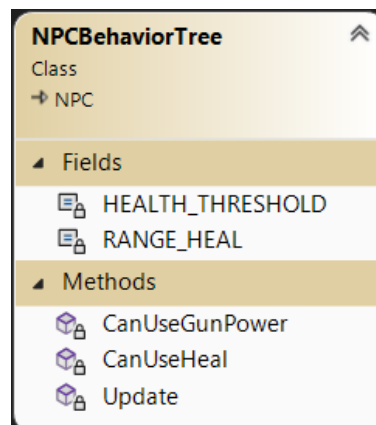 NPCBehaviorTree
Class
NPC
Fields
HEALTH_THRESHOLD
RANGE_HEAL
Methods
CanUseGunPower
CanUseHeal
Update